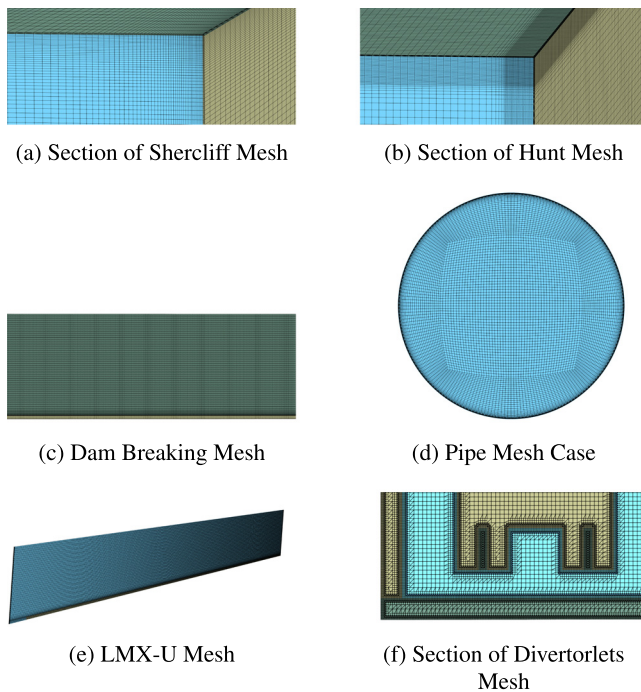 (a) Section of Shercliff Mesh
(b) Section of Hunt Mesh
(c) Dam Breaking Mesh
(d) Pipe Mesh Case
(e) LMX-U Mesh
(f) Section of Divertorlets
Mesh